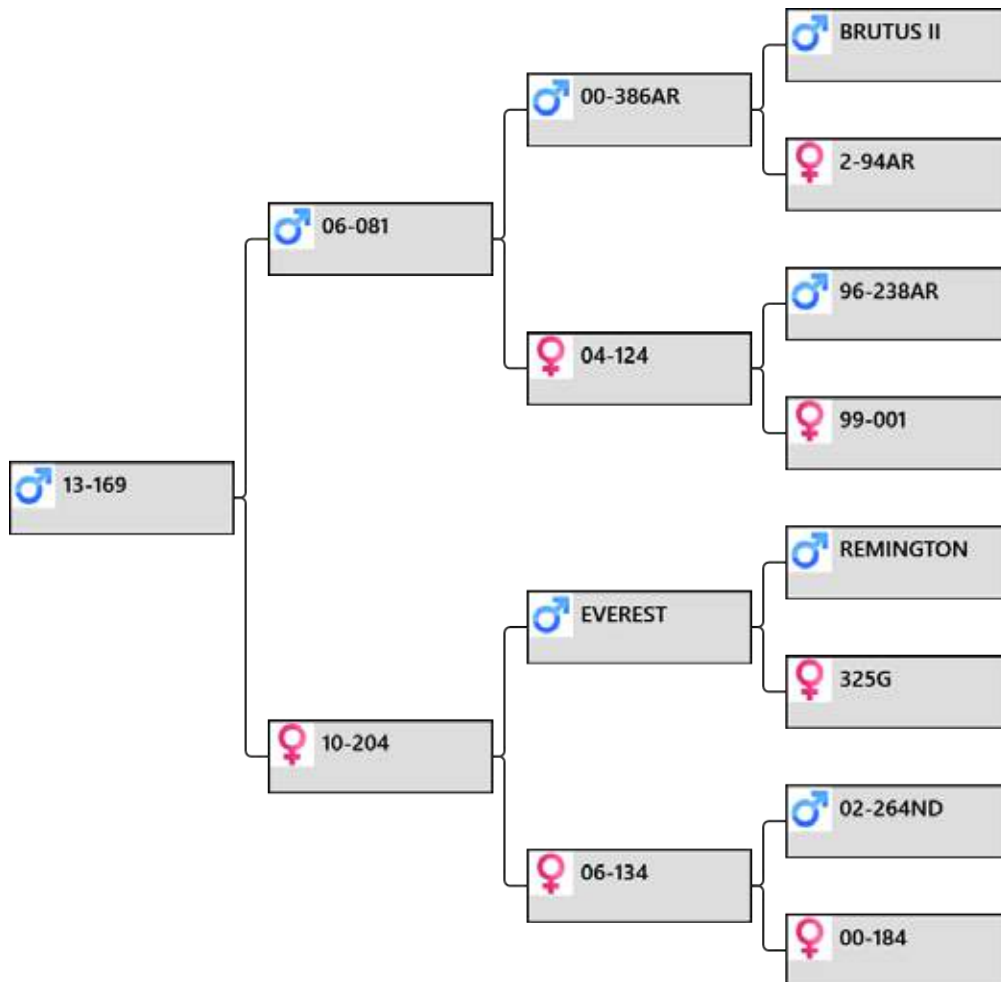 BRUTUS II
00-386AR
2-94AR
06-081
96-238AR
04-124
99-001
13-169
REMINGTON
EVEREST
325G
10-204
02-264ND
06-134
00-184